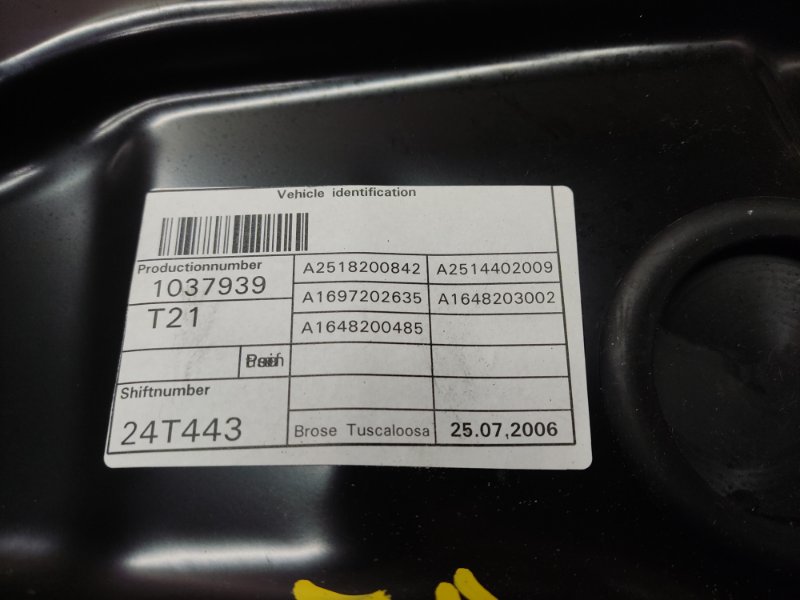 Vehicle identification
Productionnumber
1037939
A2518200842 A2514402009
T21
A1697202635 A1648203002
A1648200485
Shiftnumber
24T443
Brose Tuscaloosa 25.07,2006